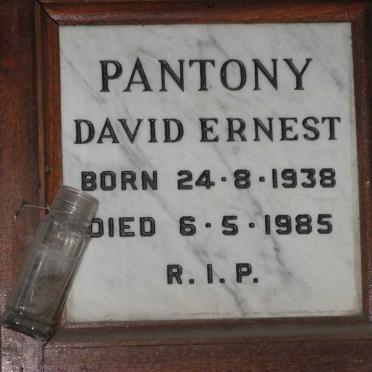 PANTONY
DAVID ERNEST
BORN 24·8·1938
DIED 6·5·1985
R.I.P.